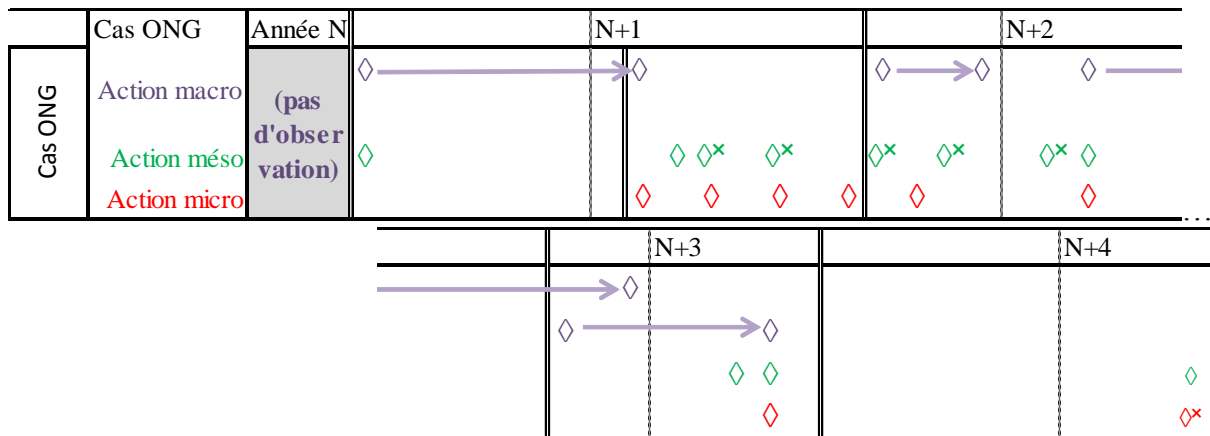 Cas ONG Année N N+1 N+2
Cas ONG
Action macro
(pas
d'obser
vation)
Action méso
Action micro
...
N+3 N+4